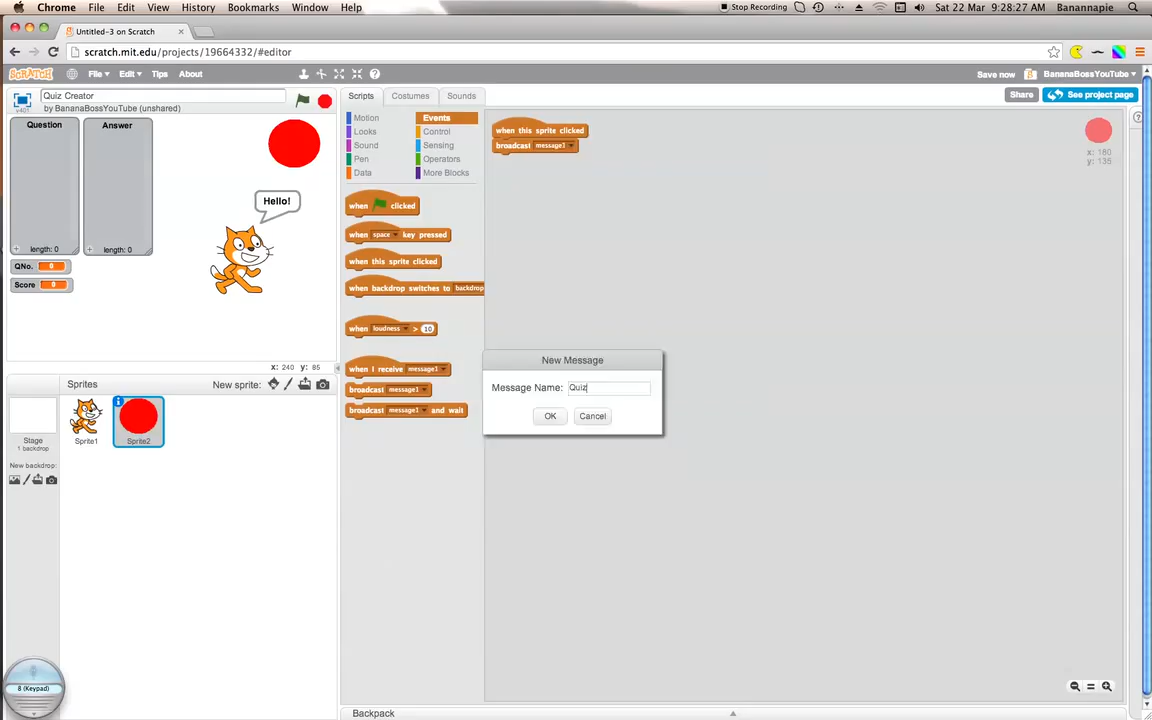 Chrome File Edit View History Bookmarks Window Help Stop Recording Sat 22 Mar 9:28:27 AM Banannapie
Untitled-3 on Scratch
scratch.mit.edu/projects/19664332/#editor
SCRATCH File Edit Tips About Save now BananaBossYouTube
Quiz Creator
by BananaBossYouTube (unshared)
v401
Scripts Costumes Sounds Share See project page
Question Answer
length: 0 length: 0
QNo. 0
Score 0
Hello!
x: 240 y: 85
Motion Events
Looks Control
Sound Sensing
Pen Operators
Data More Blocks
when clicked
when space key pressed
when this sprite clicked
when backdrop switches to backdrop
when loudness > 10
when I receive message1
broadcast message1
broadcast message1 and wait
when this sprite clicked
broadcast message1
x: 180
y: 135
New Message
Message Name: Quiz
OK Cancel
Sprites New sprite:
Stage
1 backdrop
New backdrop:
Sprite1 Sprite2
8 (Keypad)
Backpack